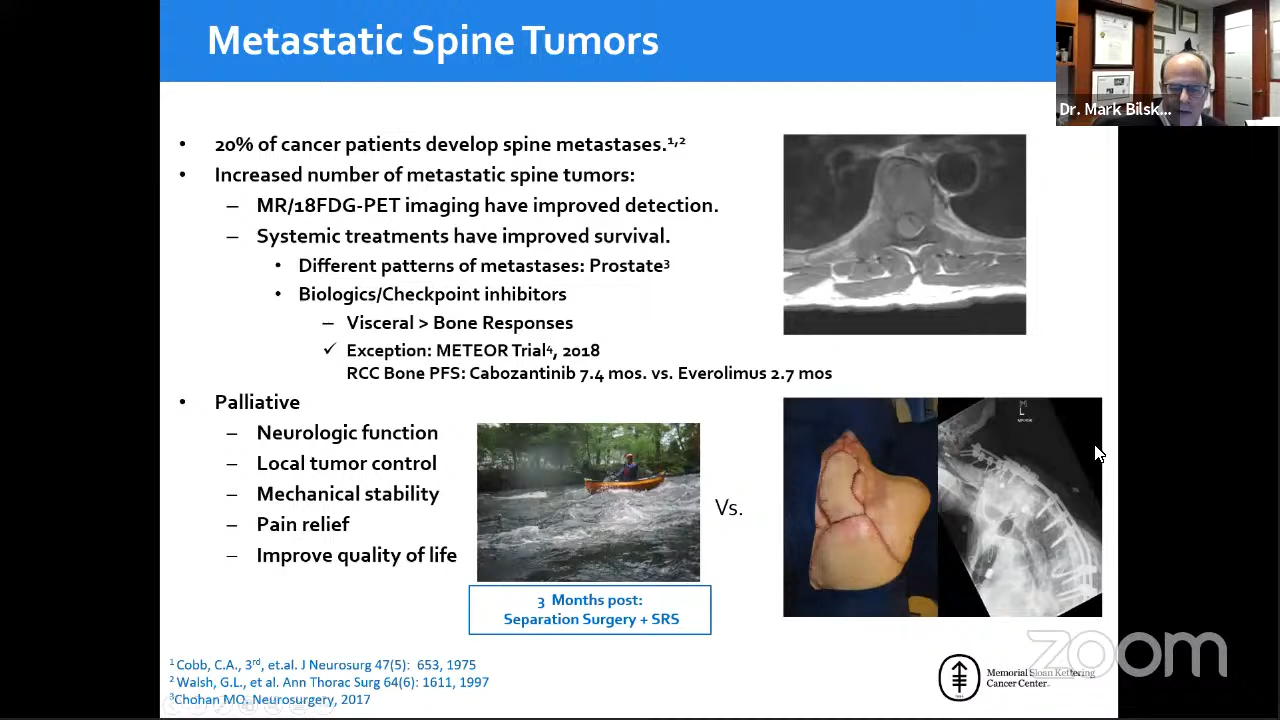 Metastatic Spine Tumors
Dr. Mark Bilsk...
• 20% of cancer patients develop spine metastases.1,2
• Increased number of metastatic spine tumors:
– MR/18FDG-PET imaging have improved detection.
– Systemic treatments have improved survival.
• Different patterns of metastases: Prostate3
• Biologics/Checkpoint inhibitors
– Visceral > Bone Responses
✓ Exception: METEOR Trial4, 2018
RCC Bone PFS: Cabozantinib 7.4 mos. vs. Everolimus 2.7 mos
• Palliative
– Neurologic function
– Local tumor control
– Mechanical stability
– Pain relief
– Improve quality of life
Vs.
L
3 Months post:
Separation Surgery + SRS
1 Cobb, C.A., 3rd, et.al. J Neurosurg 47(5): 653, 1975
2 Walsh, G.L., et al. Ann Thorac Surg 64(6): 1611, 1997
3Chohan MO. Neurosurgery, 2017
Memorial Sloan Kettering
Cancer Center
zoom